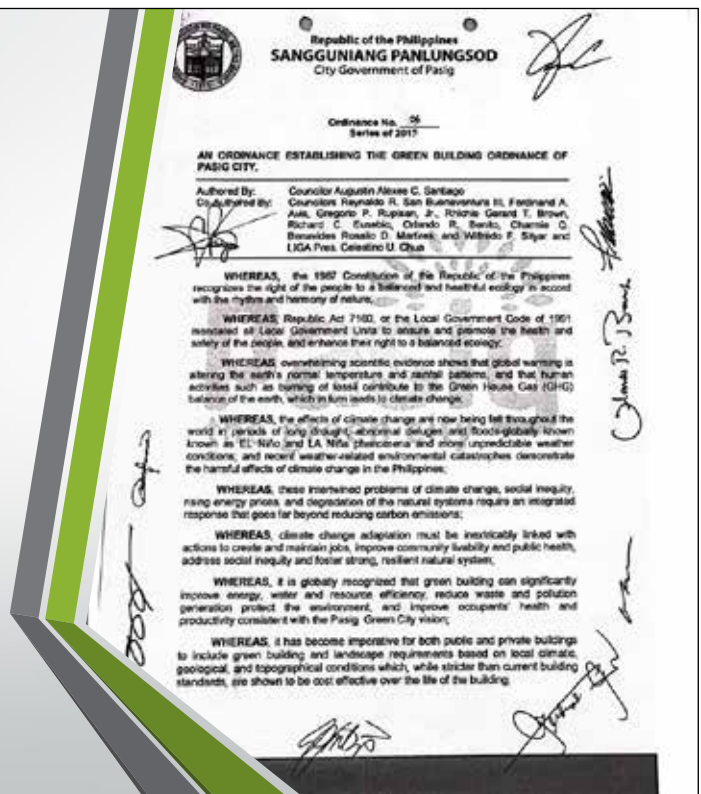 Republic of the Philippines
SANGGUNIANG PANLUNGSOD
City Government of Pasig
Ordinance No. 06
Series of 2017
AN ORDINANCE ESTABLISHING THE GREEN BUILDING ORDINANCE OF
PASIG CITY.
Authored By: Councilor Augustin Alexee C. Santiago
Co-Authored By: Councilors Reynaldo R. San Buenaventura III, Ferdinand A.
Avis, Gregorio P. Rupisan, Jr., Rhichie Gerard T. Brown,
Richard C. Eusebio, Orlando R. Benito, Charmie Q.
Benavides Rosalio D. Martires and Wilfredo F. Sityar and
LIGA Pres. Celestino U. Chua
WHEREAS, the 1987 Constitution of the Republic of the Philippines
recognizes the right of the people to a balanced and healthful ecology in accord
with the rhythm and harmony of nature;
WHEREAS, Republic Act 7160, or the Local Government Code of 1991
mandated all Local Government Units to ensure and promote the health and
safety of the people, and enhance their right to a balanced ecology;
WHEREAS, overwhelming scientific evidence shows that global warming is
altering the earth's normal temperature and rainfall patterns, and that human
activities such as burning of fossil contribute to the Green House Gas (GHG)
balance of the earth, which in turn leads to climate change;
WHEREAS, the effects of climate change are now being felt throughout the
world in periods of long drought, abnormal deluges and floods-globally known
known as EL Niño and LA Niña phenomena and more unpredictable weather
conditions, and recent weather-related environmental catastrophes demonstrate
the harmful effects of climate change in the Philippines;
WHEREAS, these intertwined problems of climate change, social inequity,
rising energy prices, and degradation of the natural systems require an integrated
response that goes far beyond reducing carbon emissions;
WHEREAS, climate change adaptation must be inextricably linked with
actions to create and maintain jobs, improve community livability and public health,
address social inequity and foster strong, resilient natural system;
WHEREAS, it is globally recognized that green building can significantly
improve energy, water and resource efficiency, reduce waste and pollution
generation protect the environment, and improve occupants' health and
productivity consistent with the Pasig Green City vision;
WHEREAS, it has become imperative for both public and private buildings
to include green building and landscape requirements based on local climatic,
geological, and topographical conditions which, while stricter than current building
standards, are shown to be cost effective over the life of the building.